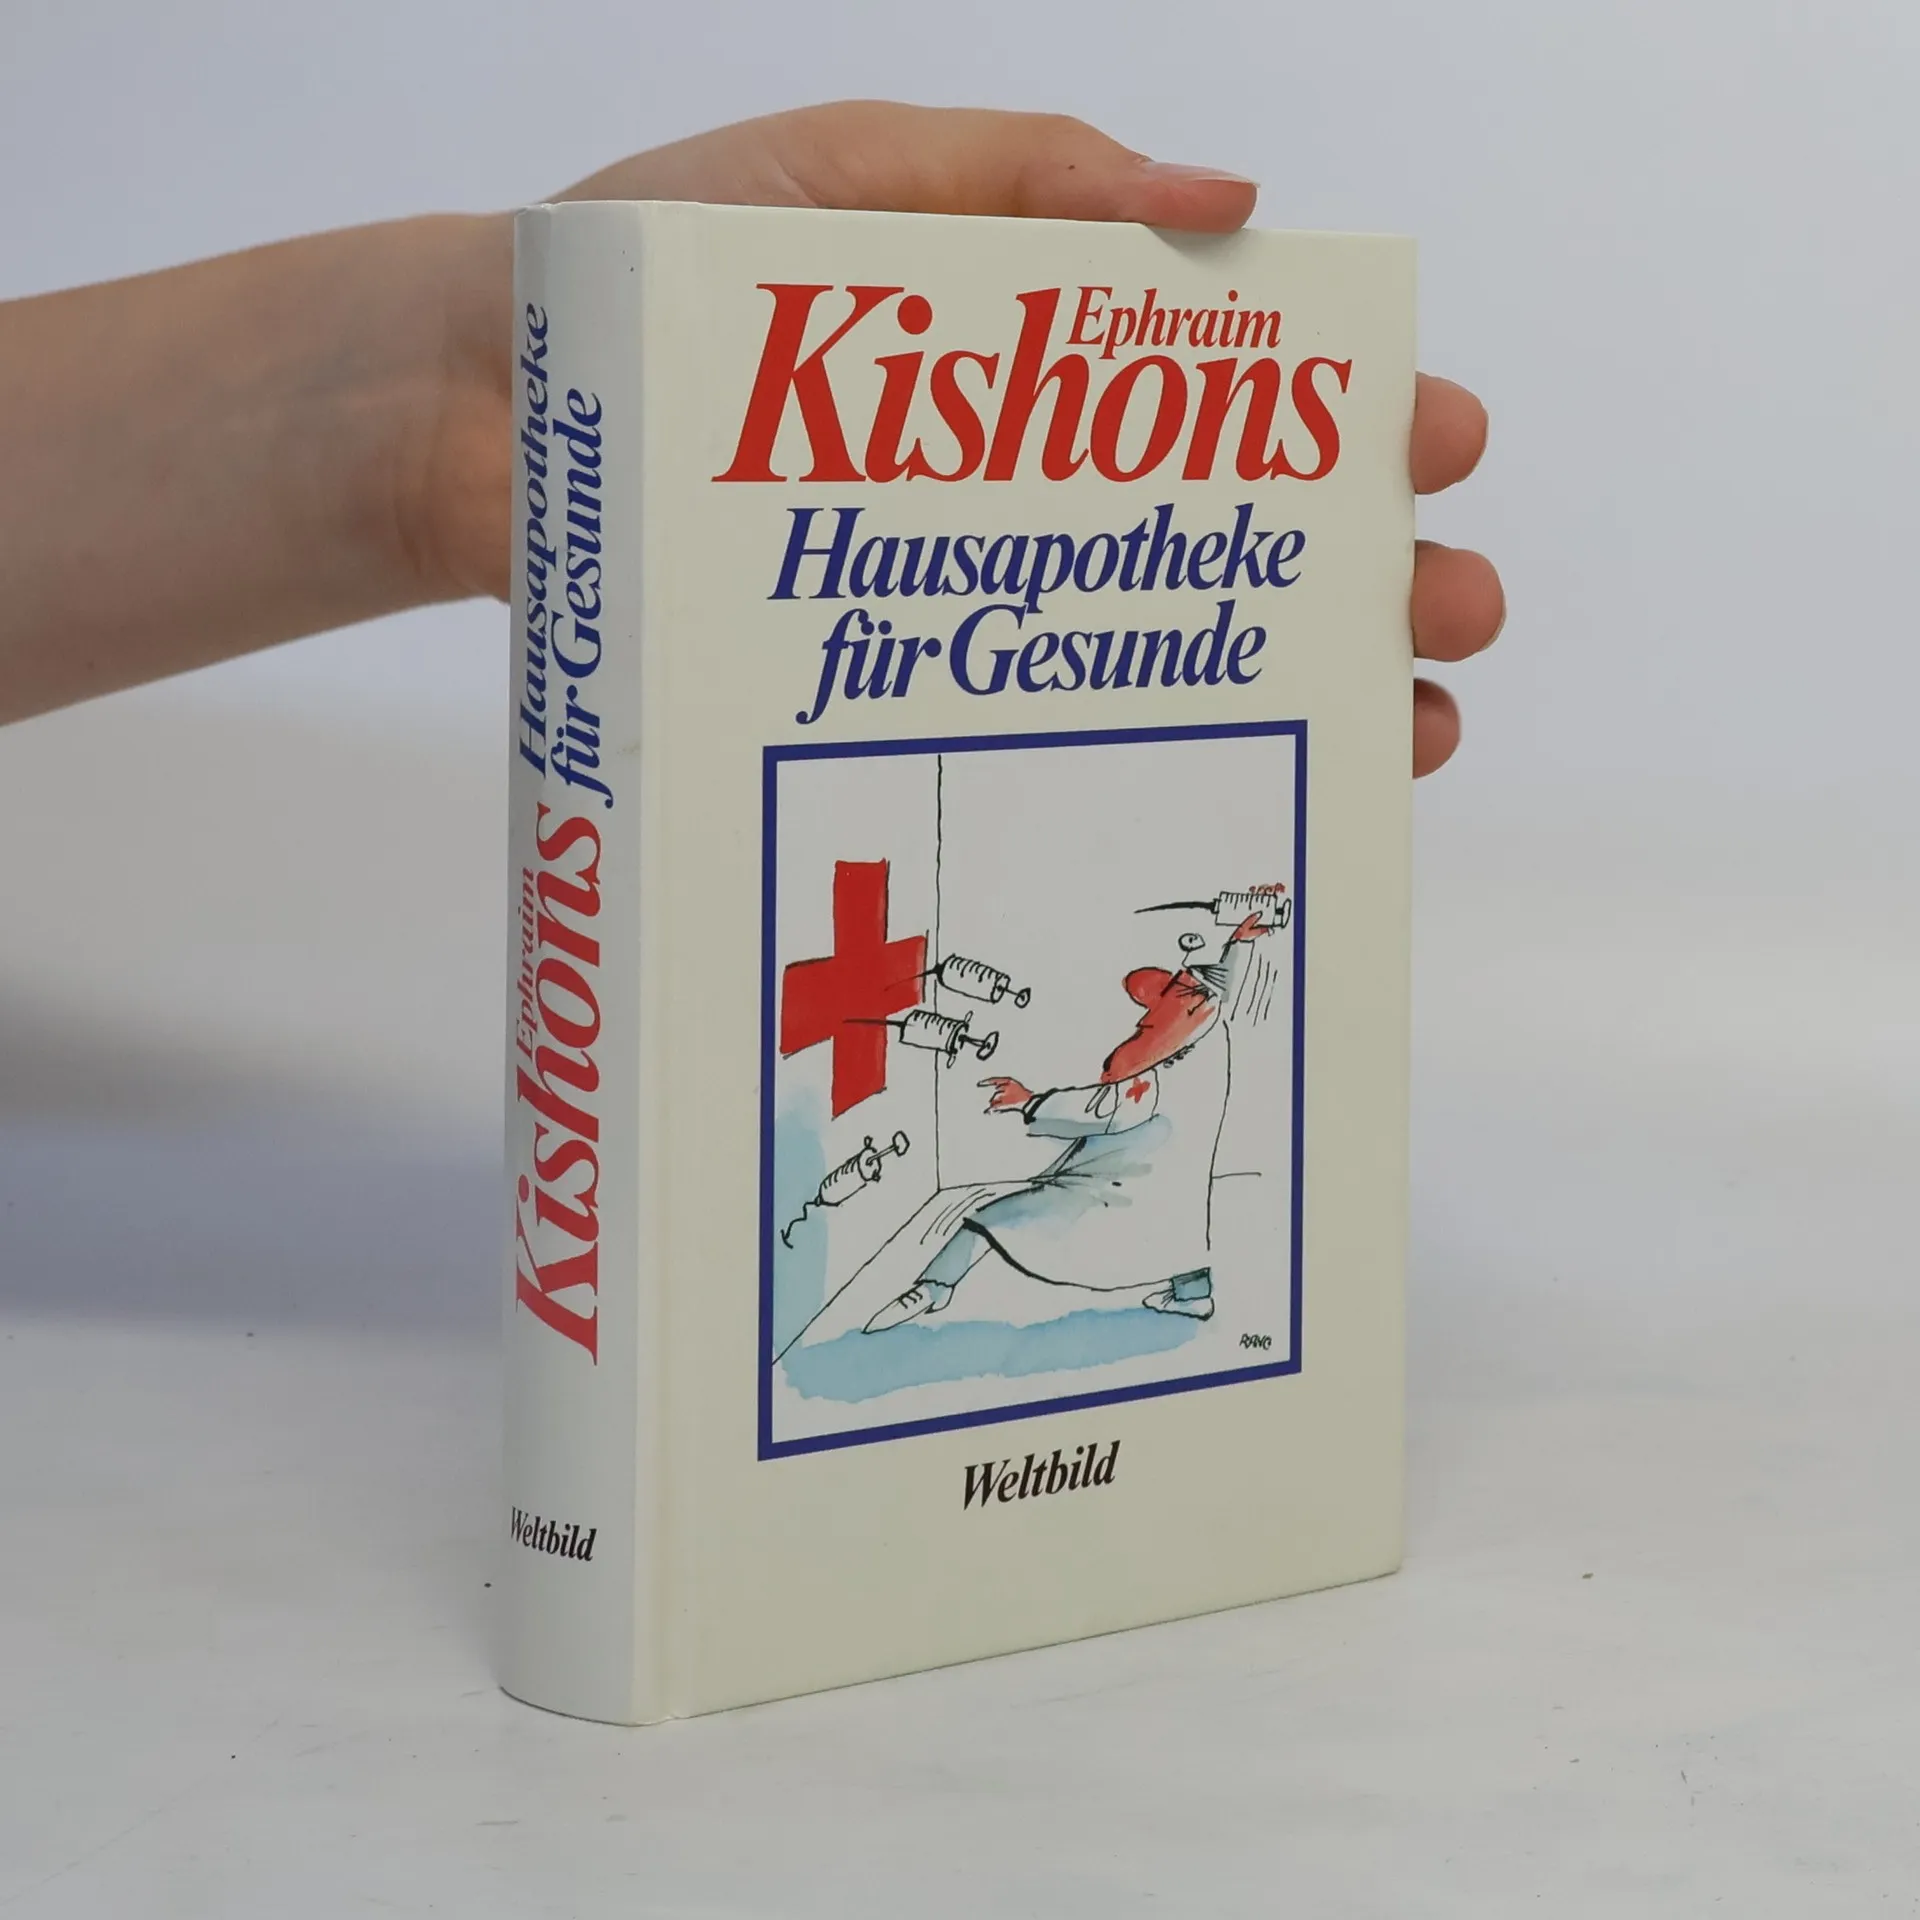 Ephraim
Kishons
Hausapotheke
für Gesunde
Weltbild
Ephraim
Kishons
Hausapotheke
für Gesunde
Weltbild